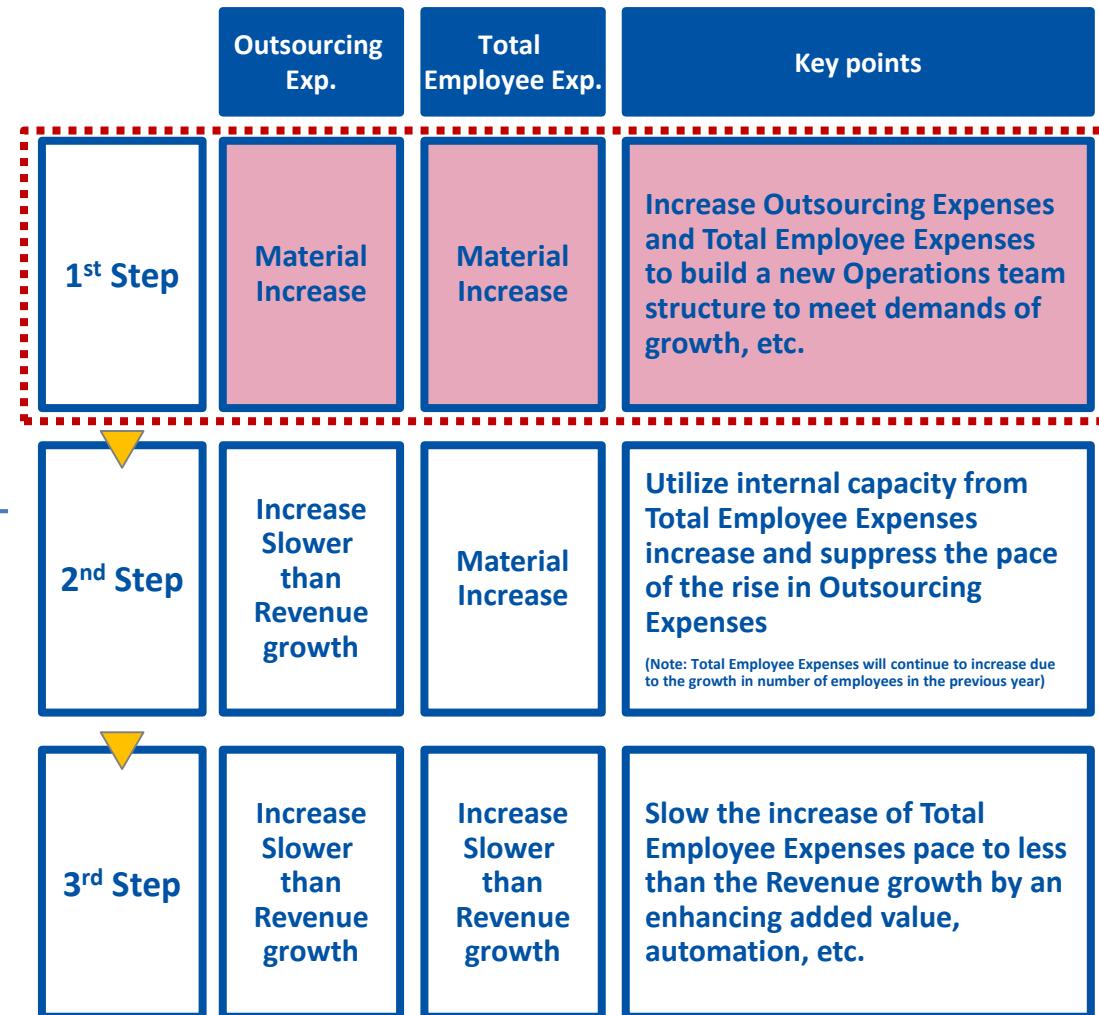 Outsourcing
Exp.
Total
Employee Exp.
Key points
1st Step
Material
Increase
Material
Increase
Increase Outsourcing Expenses
and Total Employee Expenses
to build a new Operations team
structure to meet demands of
growth, etc.
2nd Step
Increase
Slower
than
Revenue
growth
Material
Increase
Utilize internal capacity from
Total Employee Expenses
increase and suppress the pace
of the rise in Outsourcing
Expenses
(Note: Total Employee Expenses will continue to increase due
to the growth in number of employees in the previous year)
3rd Step
Increase
Slower
than
Revenue
growth
Increase
Slower
than
Revenue
growth
Slow the increase of Total
Employee Expenses pace to less
than the Revenue growth by an
enhancing added value,
automation, etc.